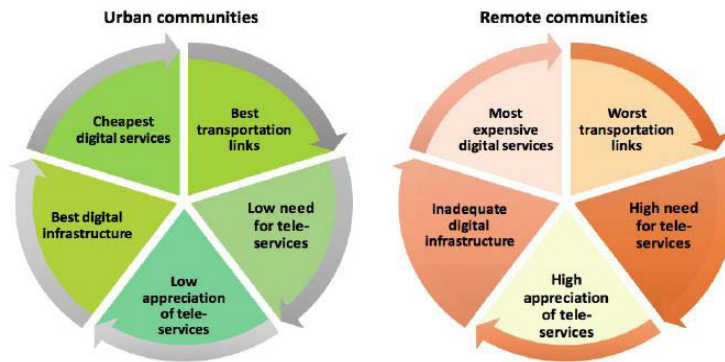 Urban communities
Cheapest
digital services
Best
transportation
links
Low need
for tele-
services
Low
appreciation
of tele-
services
Best digital
infrastructure
Remote communities
Most
expensive
digital services
Worst
transportation
links
High need
for tele-
services
High
appreciation
of tele-
services
Inadequate
digital
infrastructure